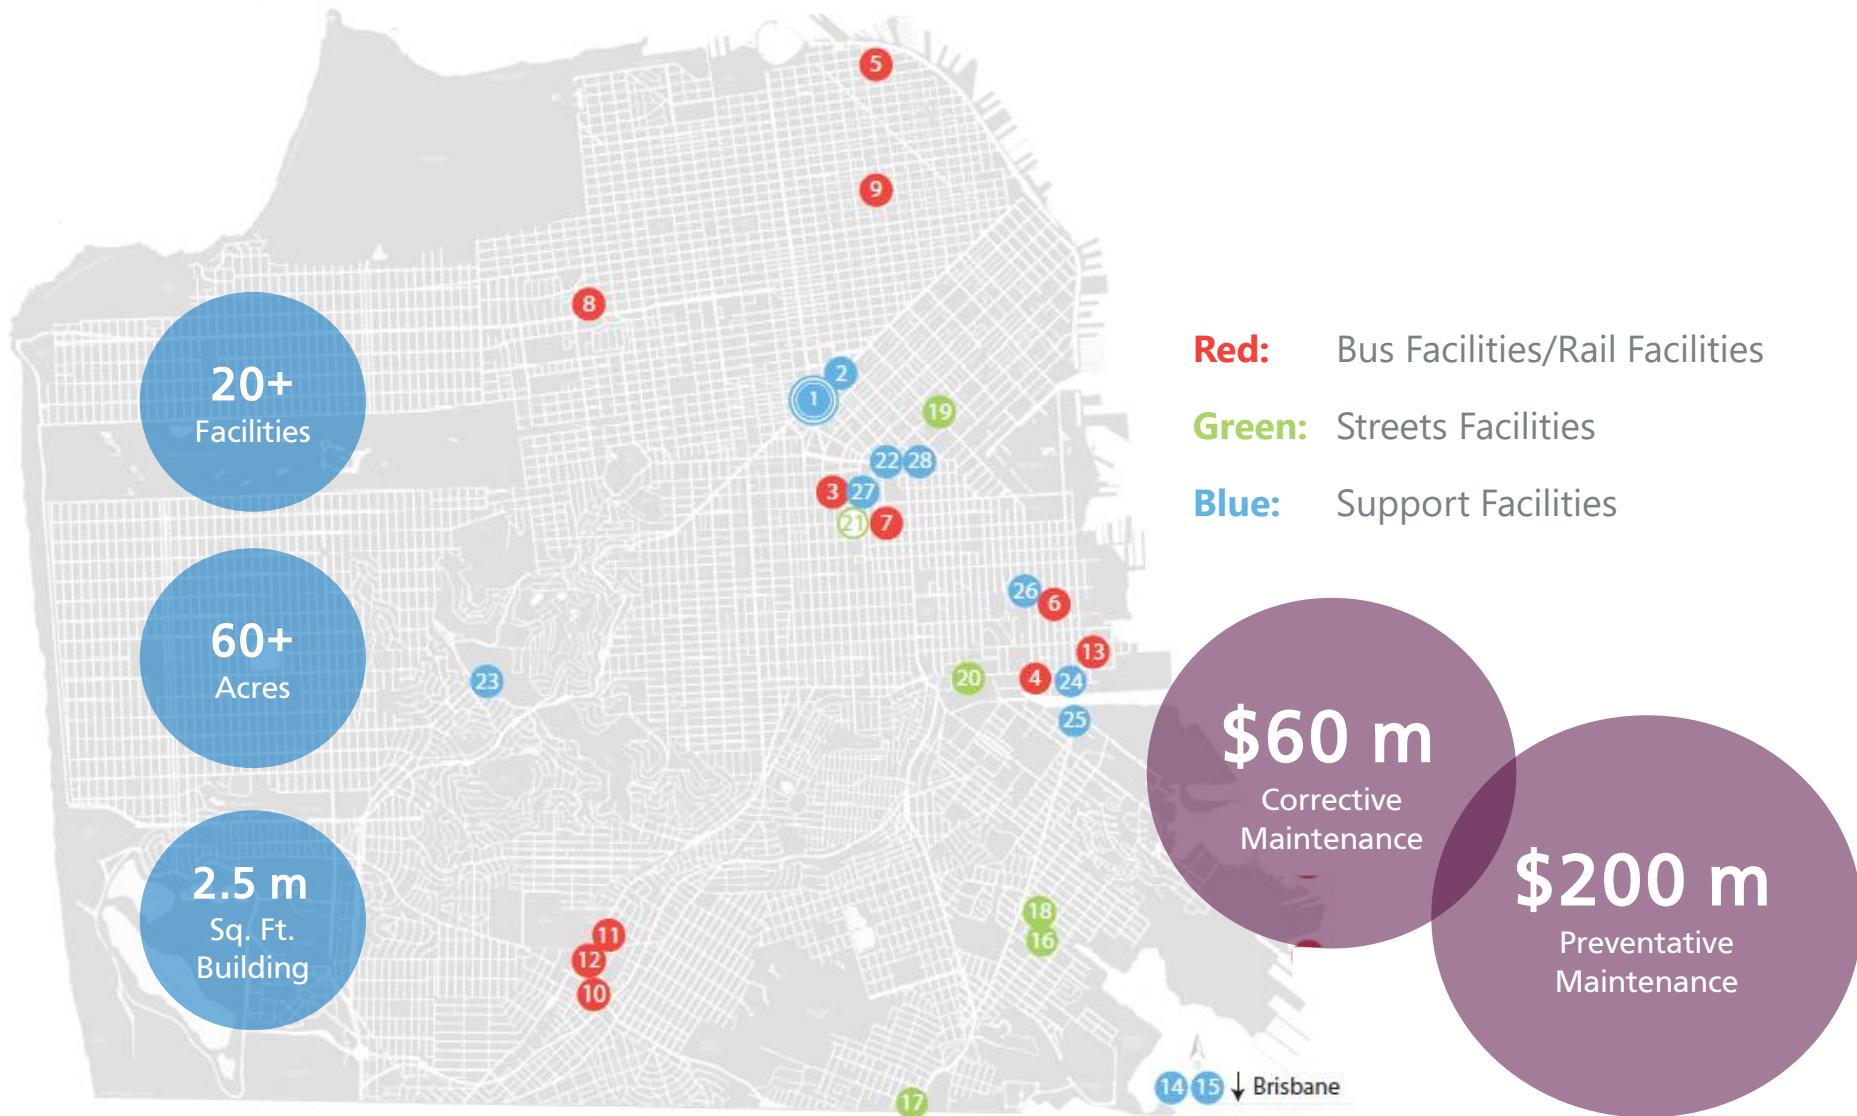 5
9
8
2
1
19
22 28
3 27
21 7
26
6
13
20 4 24
23
25
18
16
11
12
10
17
14 15 ↓ Brisbane
20+
Facilities
60+
Acres
2.5 m
Sq. Ft.
Building
Red: Bus Facilities/Rail Facilities
Green: Streets Facilities
Blue: Support Facilities
$60 m
Corrective
Maintenance
$200 m
Preventative
Maintenance